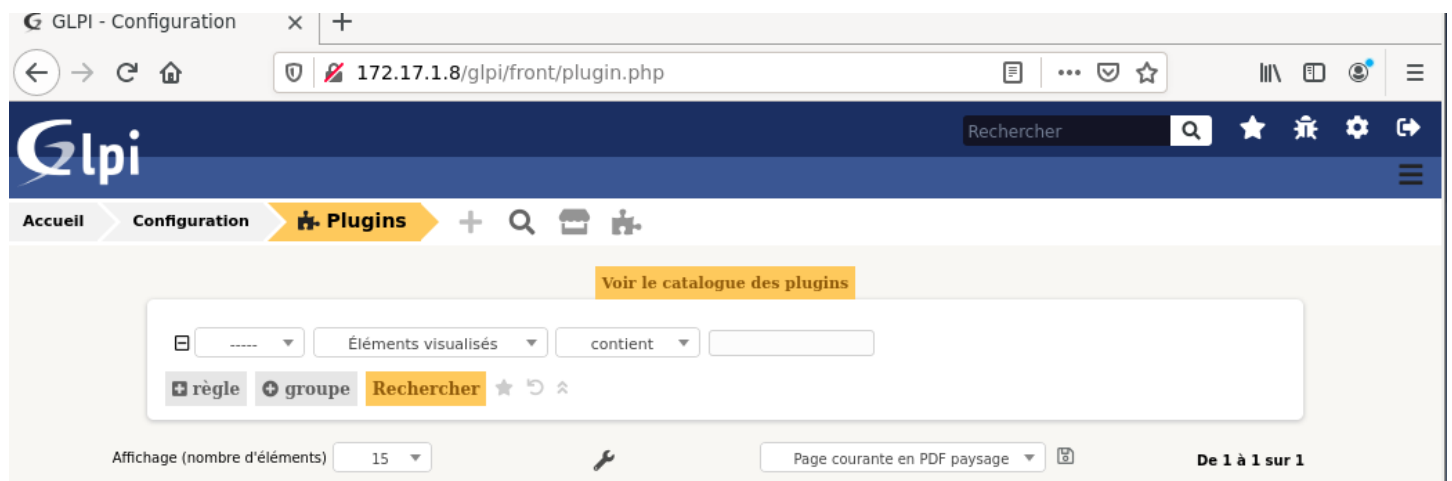 GLPI - Configuration
172.17.1.8/glpi/front/plugin.php
Glpi
Rechercher
Accueil Configuration Plugins
Voir le catalogue des plugins
----- Éléments visualisés contient
règle groupe Rechercher
Affichage (nombre d'éléments) 15 Page courante en PDF paysage De 1 à 1 sur 1